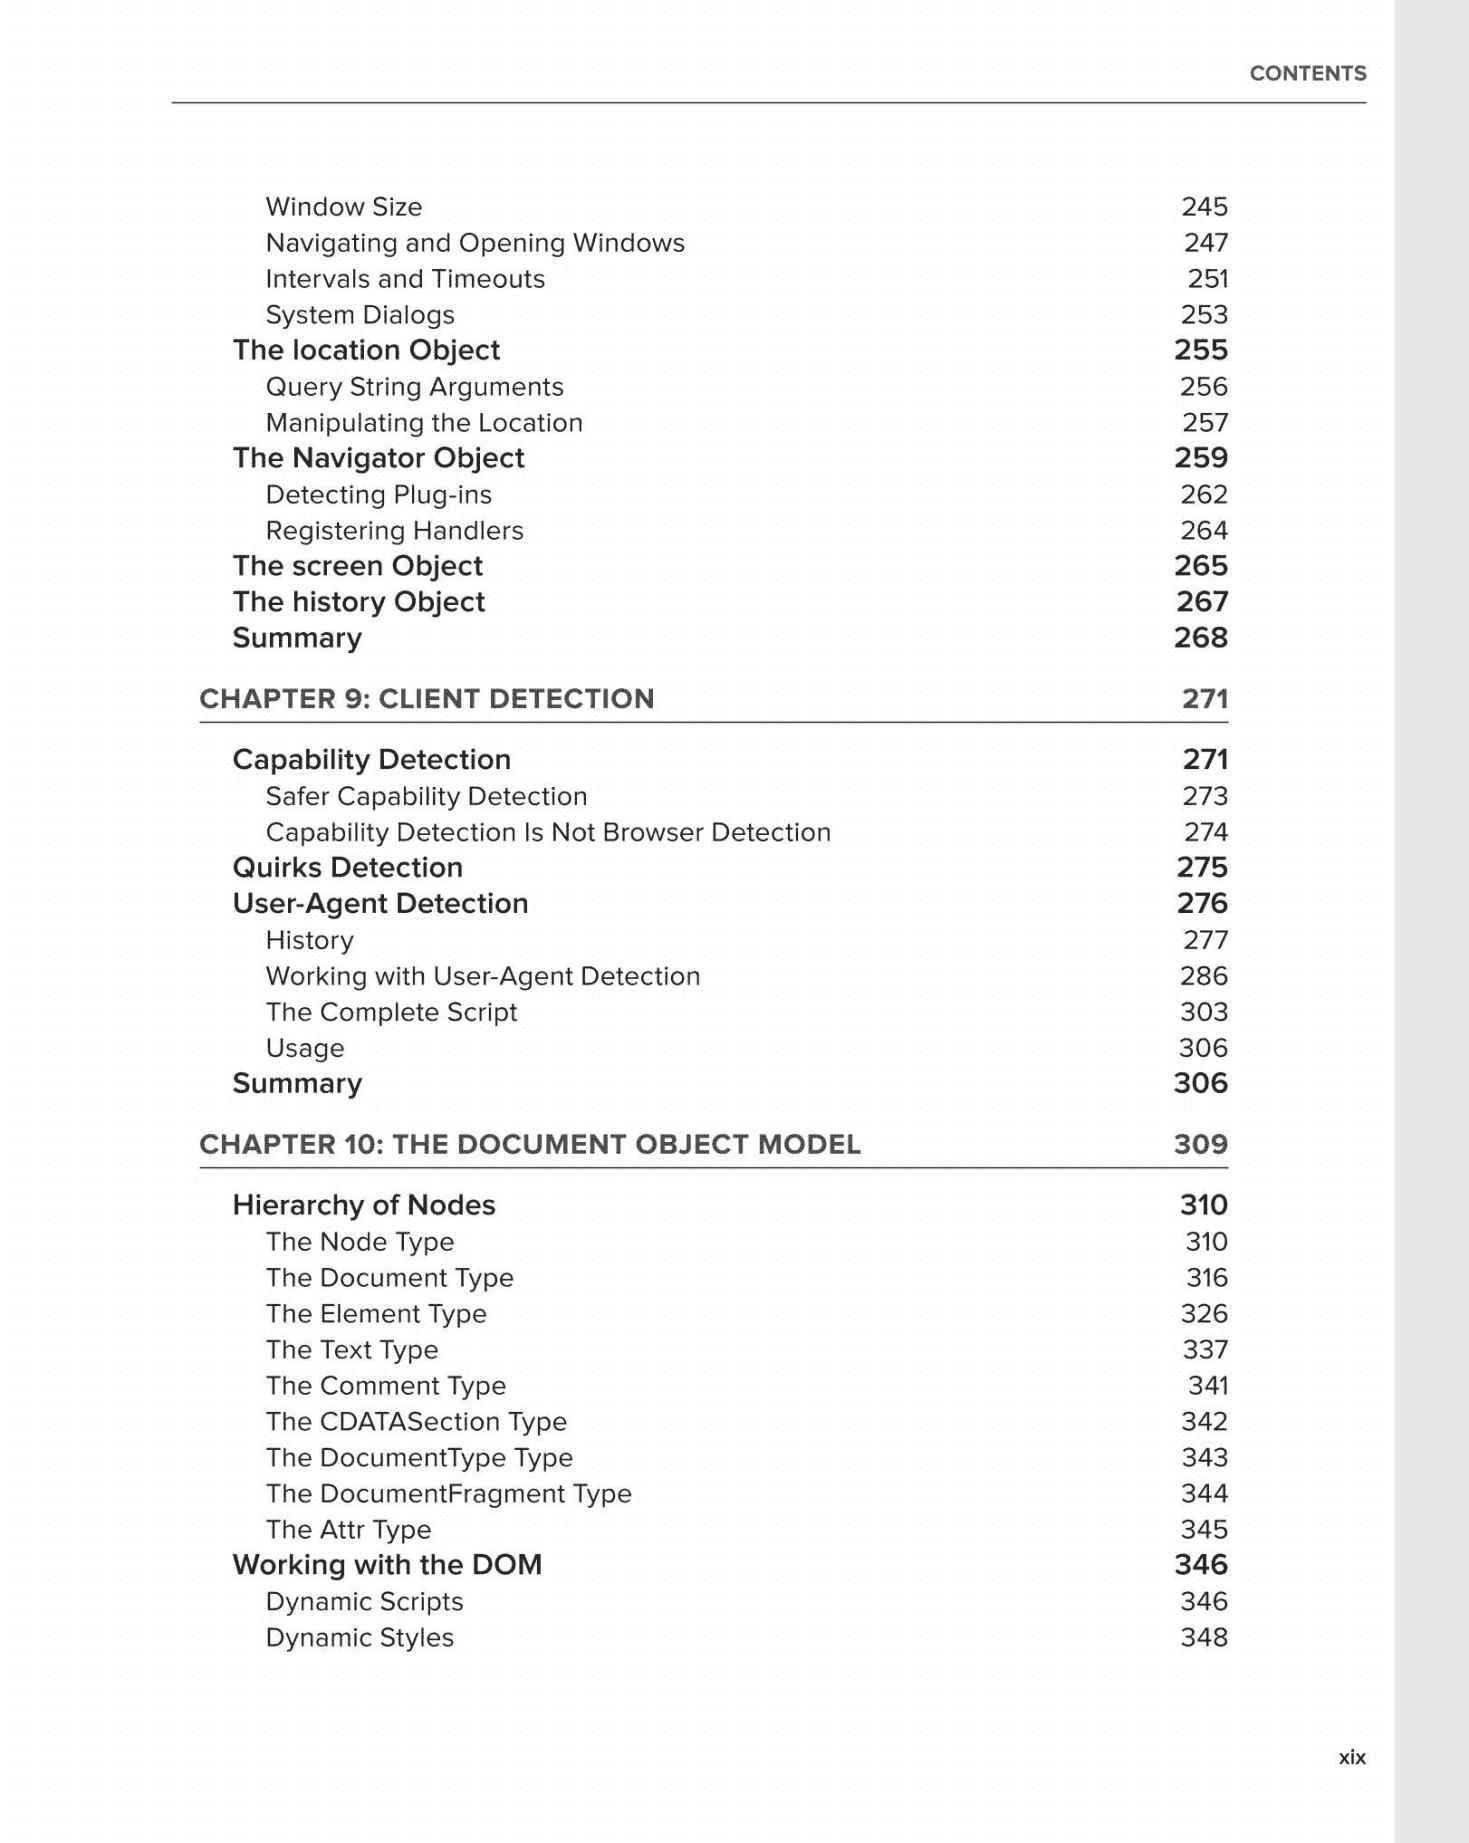 CONTENTS
Window Size 245
Navigating and Opening Windows 247
Intervals and Timeouts 251
System Dialogs 253
The location Object 255
Query String Arguments 256
Manipulating the Location 257
The Navigator Object 259
Detecting Plug-ins 262
Registering Handlers 264
The screen Object 265
The history Object 267
Summary 268
CHAPTER 9: CLIENT DETECTION 271
Capability Detection 271
Safer Capability Detection 273
Capability Detection Is Not Browser Detection 274
Quirks Detection 275
User-Agent Detection 276
History 277
Working with User-Agent Detection 286
The Complete Script 303
Usage 306
Summary 306
CHAPTER 10: THE DOCUMENT OBJECT MODEL 309
Hierarchy of Nodes 310
The Node Type 310
The Document Type 316
The Element Type 326
The Text Type 337
The Comment Type 341
The CDATASection Type 342
The DocumentType Type 343
The DocumentFragment Type 344
The Attr Type 345
Working with the DOM 346
Dynamic Scripts 346
Dynamic Styles 348
xix